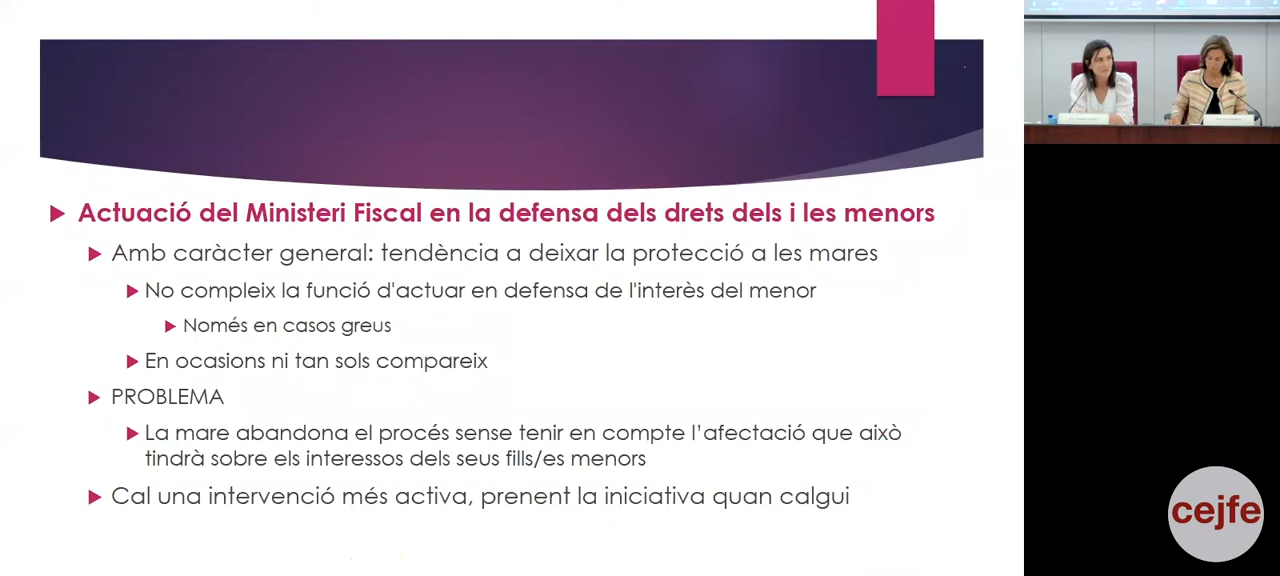 Actuació del Ministeri Fiscal en la defensa dels drets dels i les menors
Amb caràcter general: tendència a deixar la protecció a les mares
No compleix la funció d'actuar en defensa de l'interès del menor
Només en casos greus
En ocasions ni tan sols compareix
PROBLEMA
La mare abandona el procés sense tenir en compte l'afectació que això
tindrà sobre els interessos dels seus fills/es menors
Cal una intervenció més activa, prenent la iniciativa quan calgui
cejfe